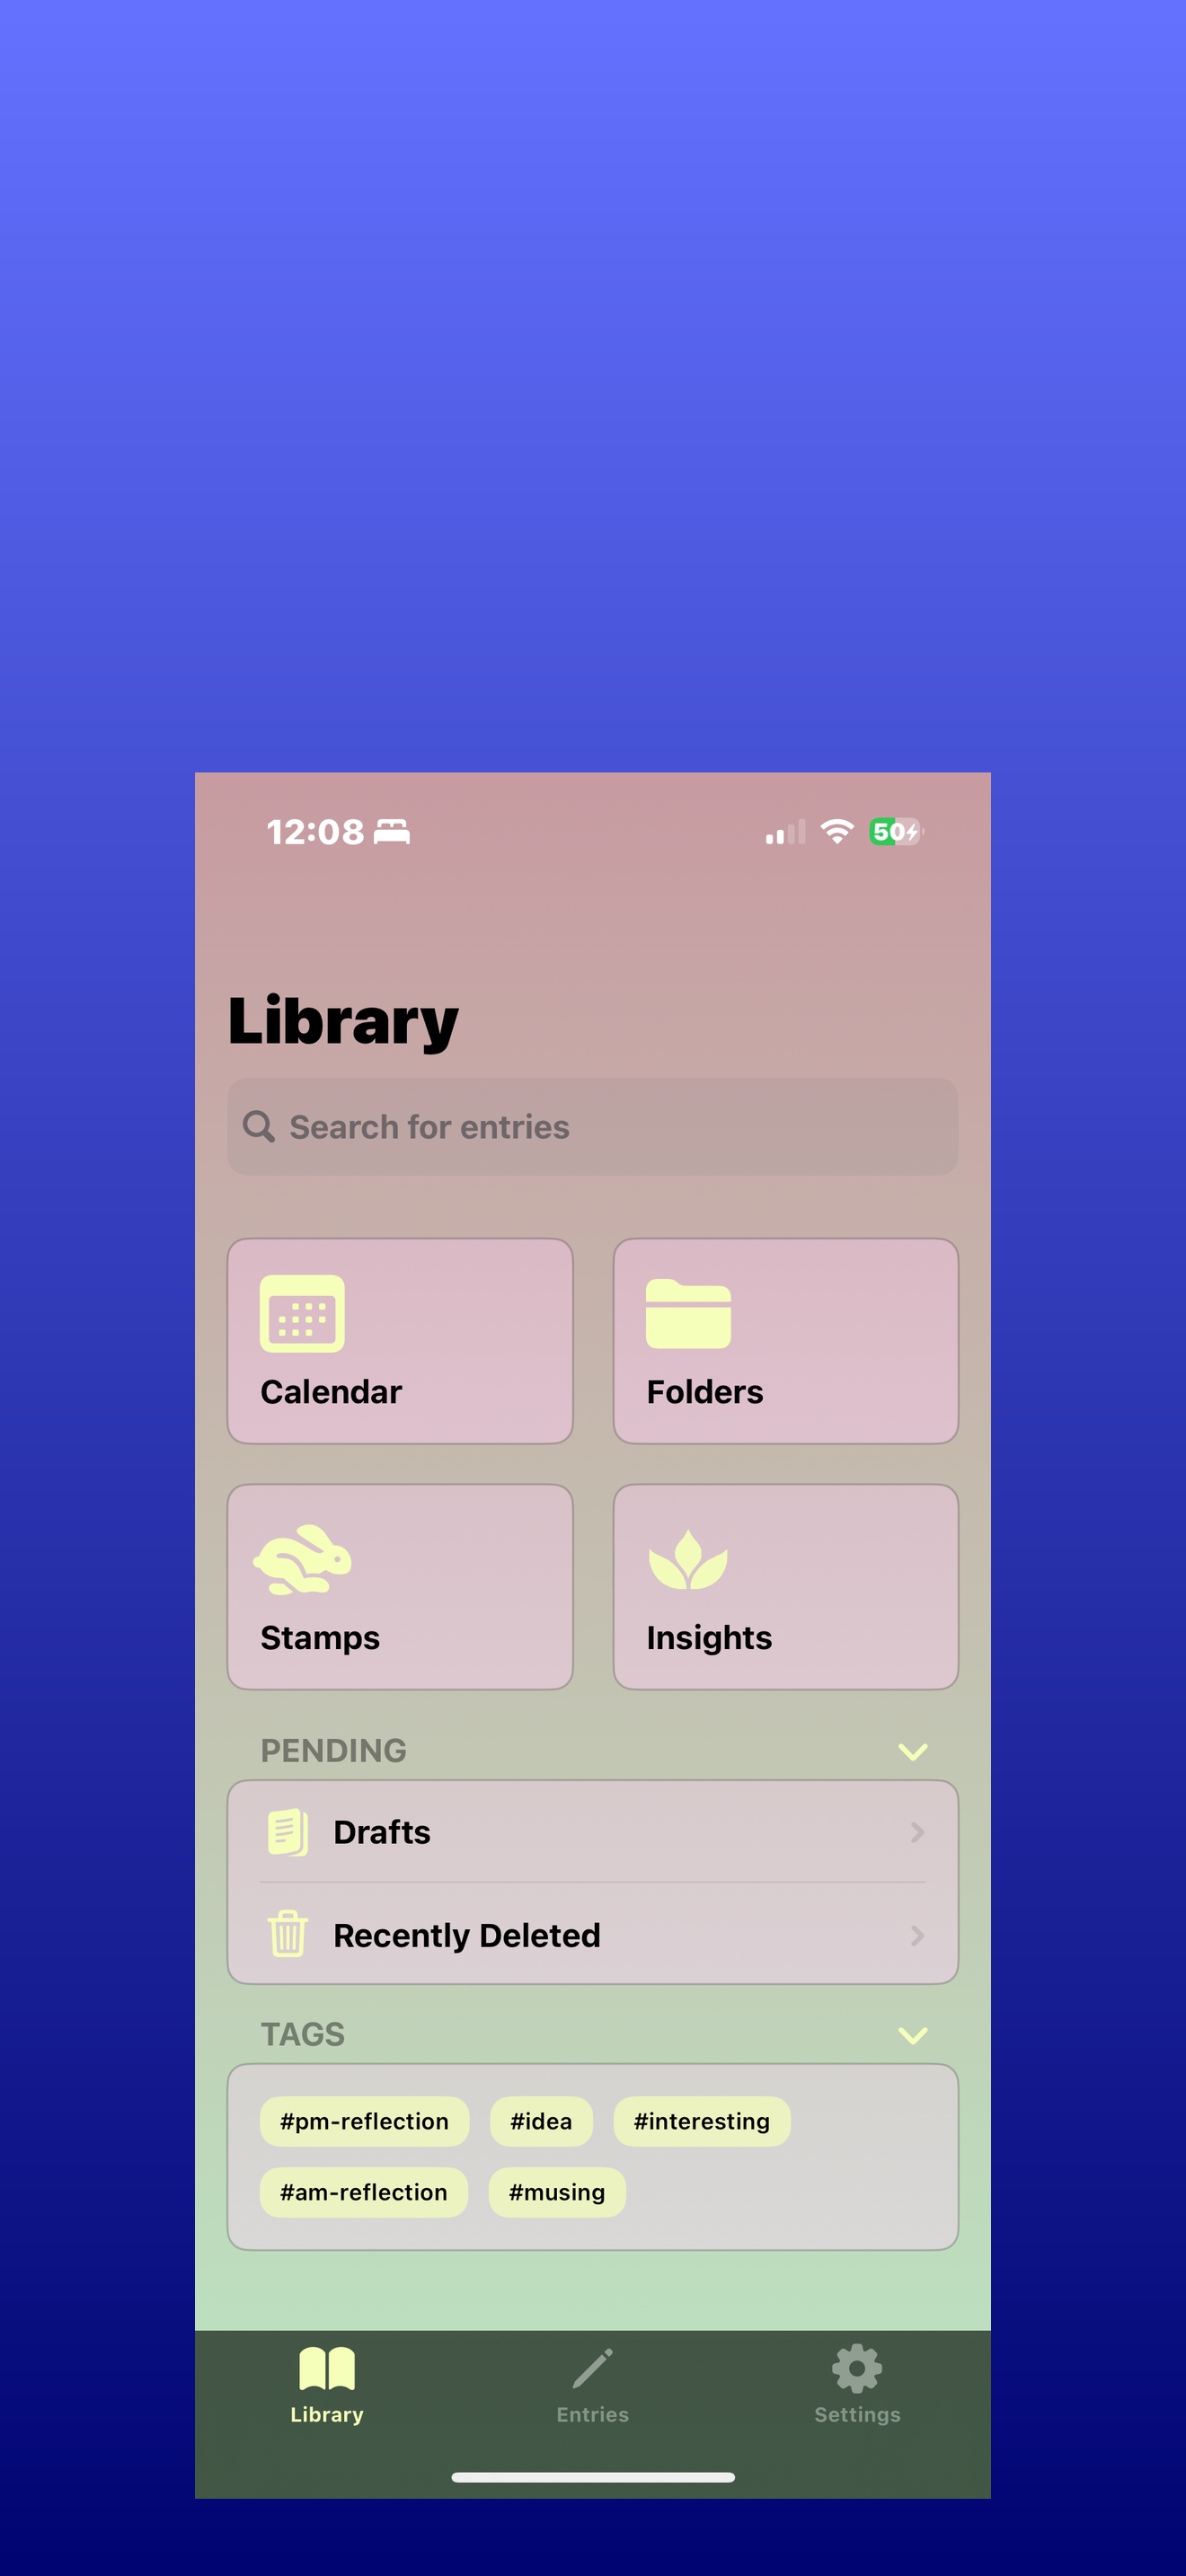 12:08
50
Library
Search for entries
Calendar
Folders
Stamps
Insights
PENDING
Drafts
Recently Deleted
TAGS
#pm-reflection #idea #interesting
#am-reflection #musing
Library Entries Settings